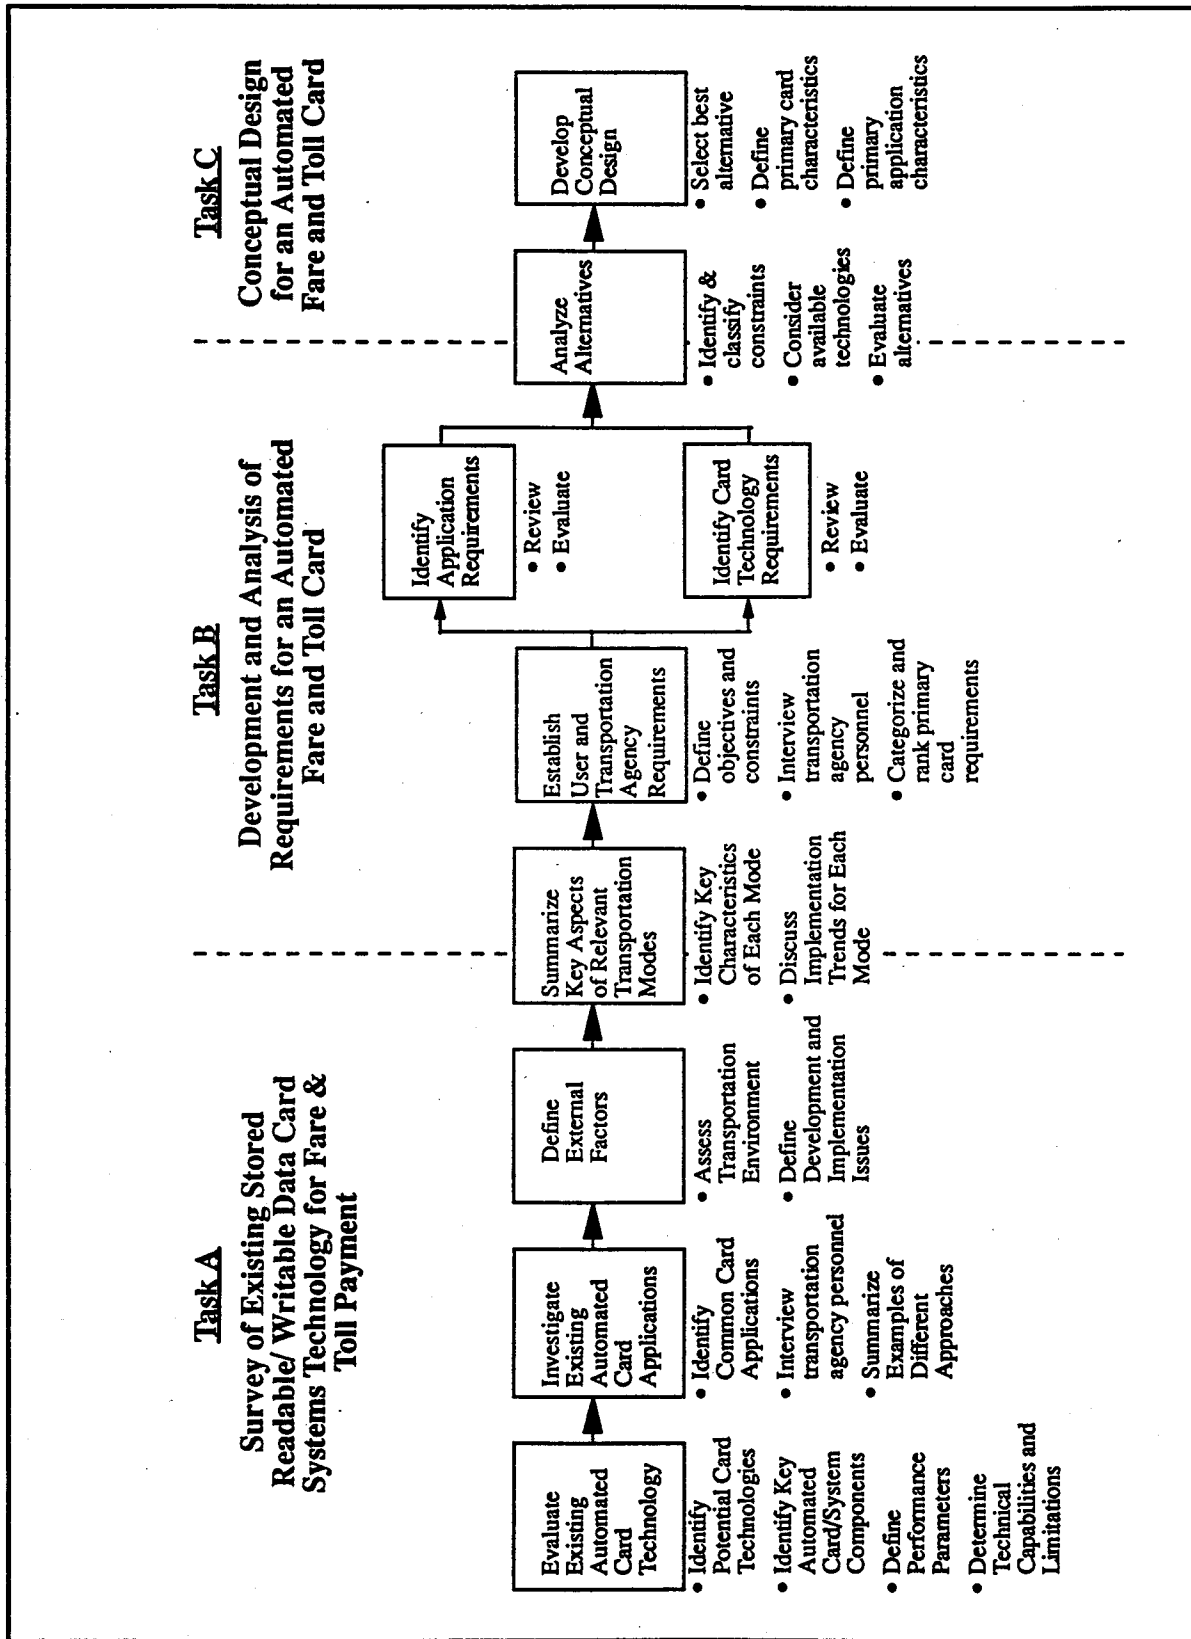 Task A
Survey of Existing Stored
Readable/ Writable Data Card
Systems Technology for Fare &
Toll Payment
Task B
Development and Analysis of
Requirements for an Automated
Fare and Toll Card
Task C
Conceptual Design
for an Automated
Fare and Toll Card
Evaluate
Existing
Automated
Card
Technology
• Identify
Potential Card
Technologies
• Identify Key
Automated
Card/System
Components
• Define
Performance
Parameters
• Determine
Technical
Capabilities and
Limitations
Investigate
Existing
Automated
Card
Applications
• Identify
Common Card
Applications
• Interview
transportation
agency personnel
• Summarize
Examples of
Different
Approaches
Define
External
Factors
• Assess
Transportation
Environment
• Define
Development and
Implementation
Issues
Summarize
Key Aspects
of Relevant
Transportation
Modes
• Identify Key
Characteristics
of Each Mode
• Discuss
Implementation
Trends for Each
Mode
Establish
User and
Transportation
Agency
Requirements
• Define
objectives and
constraints
• Interview
transportation
agency
personnel
• Categorize and
rank primary
card
requirements
Identify
Application
Requirements
• Review
• Evaluate
Identify Card
Technology
Requirements
• Review
• Evaluate
Analyze
Alternatives
• Identify &
classify
constraints
• Consider
available
technologies
• Evaluate
alternatives
Develop
Conceptual
Design
• Select best
alternative
• Define
primary card
characteristics
• Define
primary
application
characteristics